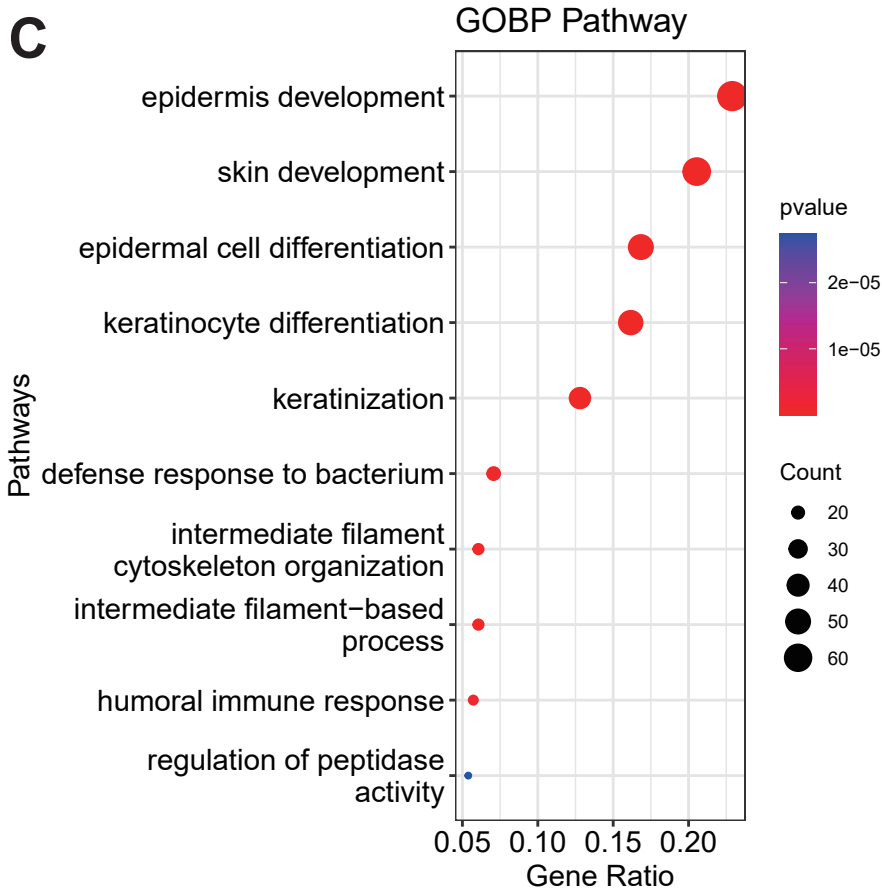 C
GOBP Pathway
epidermis development
skin development
epidermal cell differentiation
keratinocyte differentiation
keratinization
defense response to bacterium
intermediate filament
cytoskeleton organization
intermediate filament−based
process
humoral immune response
regulation of peptidase
activity
Pathways
0.05 0.10 0.15 0.20
Gene Ratio
pvalue
2e−05
1e−05
Count
20
30
40
50
60